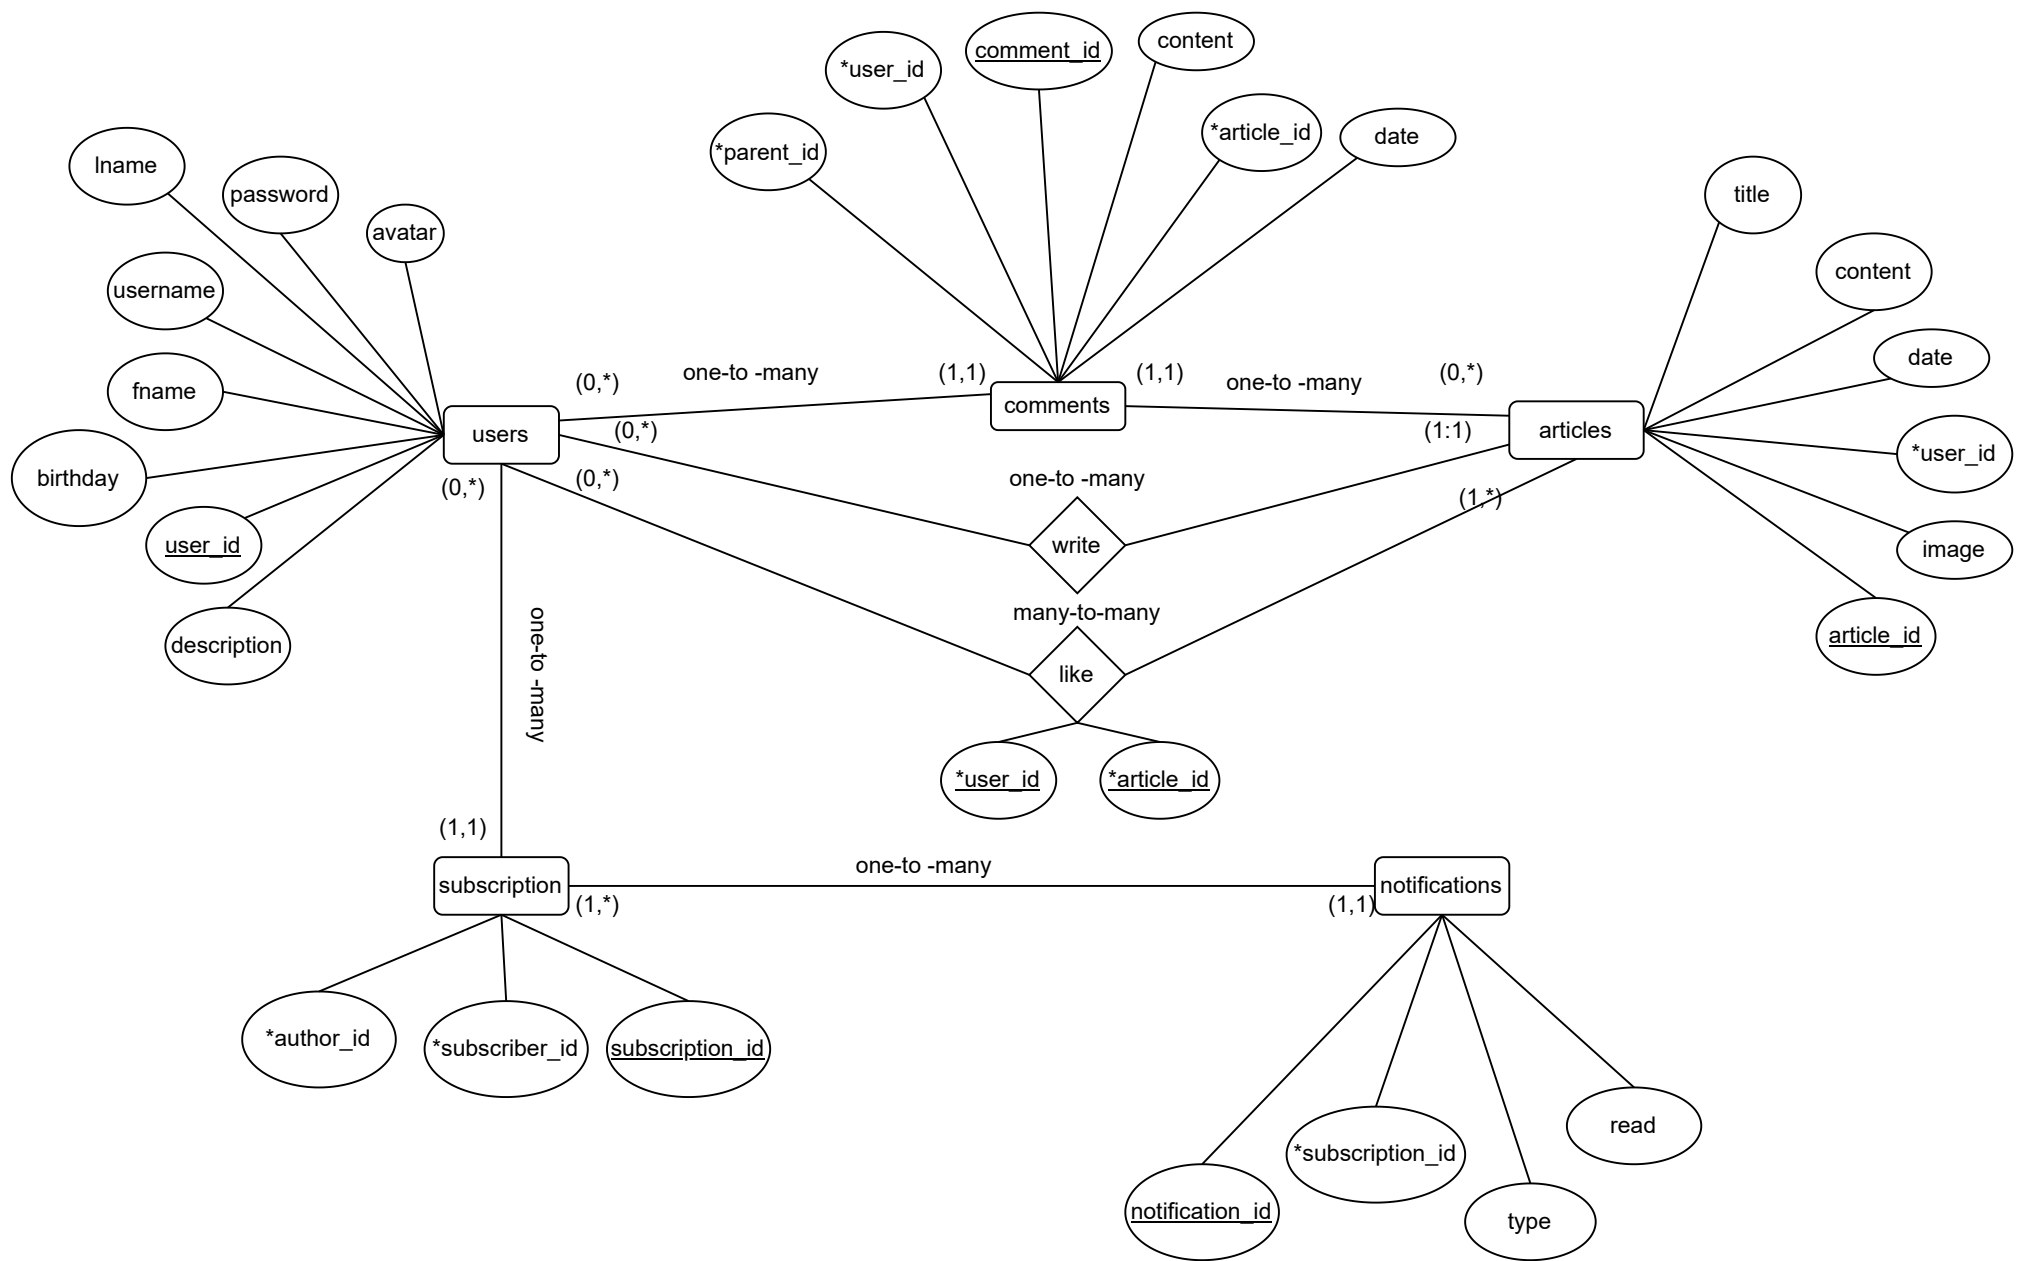 comment_id
content
*user_id
*article_id
date
*parent_id
lname
password
avatar
username
fname
birthday
user_id
description
title
content
date
*user_id
image
article_id
(0,*)
one-to -many
(1,1)
(1,1)
one-to -many
(0,*)
comments
users
(0,*)
(1:1)
articles
(0,*)
(0,*)
one-to -many
(1,*)
write
many-to-many
like
one-to -many
*user_id
*article_id
(1,1)
subscription
one-to -many
notifications
(1,*)
(1,1)
*author_id
*subscriber_id
subscription_id
read
*subscription_id
notification_id
type